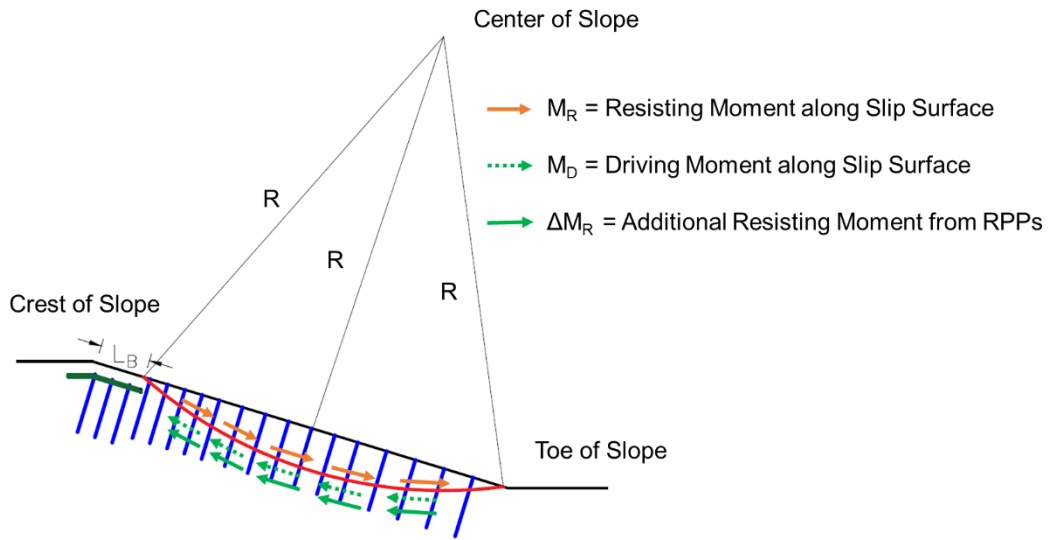 Center of Slope
M_R = Resisting Moment along Slip Surface
M_D = Driving Moment along Slip Surface
ΔM_R = Additional Resisting Moment from RPPs
R
R
R
Crest of Slope
L_B
Toe of Slope